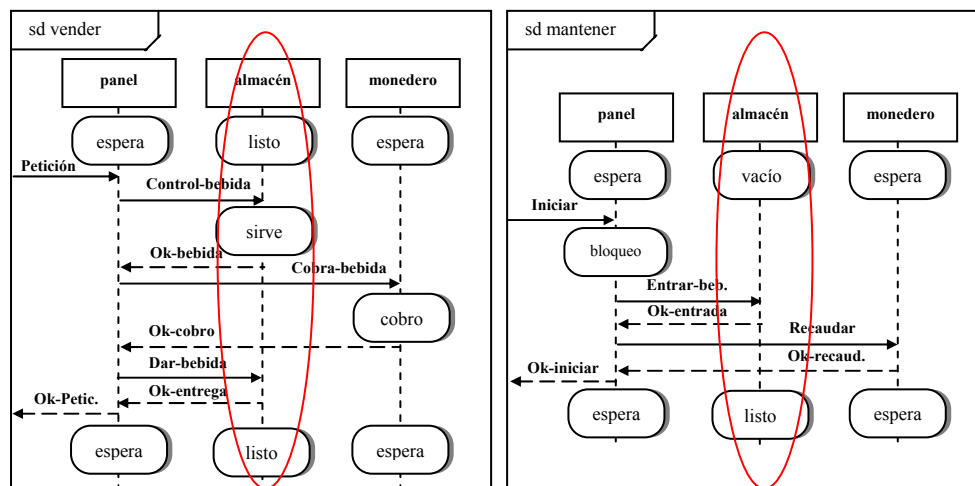 sd vender
panel almacén monedero
espera listo espera
Petición
Control-bebida
sirve
Ok-bebida
Cobra-bebida
cobro
Ok-cobro
Dar-bebida
Ok-entrega
Ok-Petic.
espera listo espera
sd mantener
panel almacén monedero
espera vacío espera
Iniciar
bloqueo
Entrar-beb.
Ok-entrada
Recaudar
Ok-recaud.
Ok-iniciar
espera listo espera